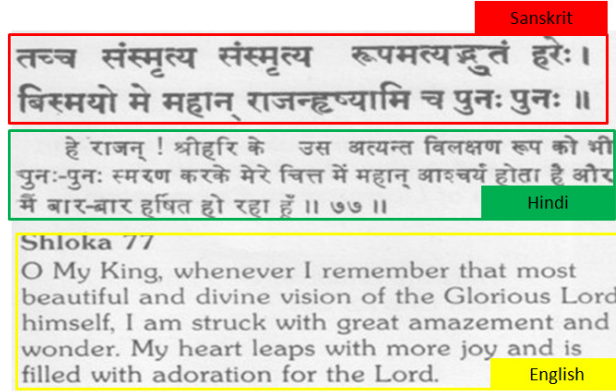 Sanskrit
तच्च संस्मृत्य संस्मृत्य रूपमत्यद्भुतं हरेः।
बिस्मयो मे महान् राजन्हृष्यामि च पुनः पुनः ॥
हे राजन् ! श्रीहरि के उस अत्यन्त विलक्षण रूप को भी
पुनः-पुनः स्मरण करके मेरे चित्त में महान् आश्चर्य होता है और
मैं बार-बार हर्षित हो रहा हूँ ॥ ७७ ॥
Hindi
Shloka 77
O My King, whenever I remember that most
beautiful and divine vision of the Glorious Lord
himself, I am struck with great amazement and
wonder. My heart leaps with more joy and is
filled with adoration for the Lord.
English